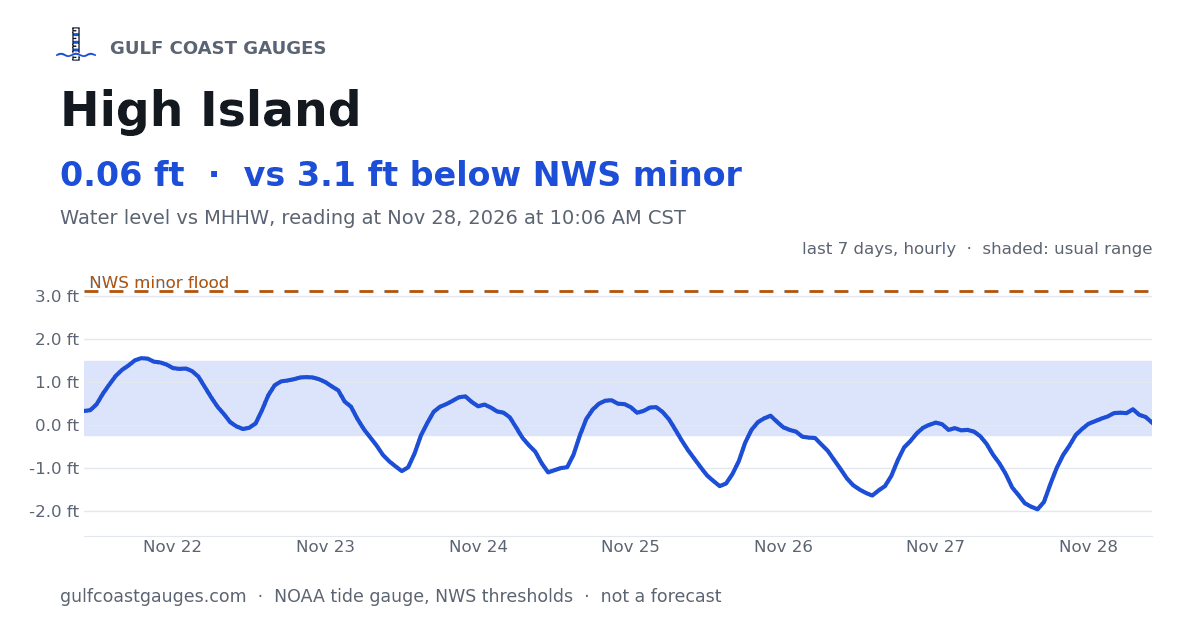 GULF COAST GAUGES
High Island
0.06 ft · vs 3.1 ft below NWS minor
Water level vs MHHW, reading at Nov 28, 2026 at 10:06 AM CST
last 7 days, hourly · shaded: usual range
NWS minor flood
3.0 ft
2.0 ft
1.0 ft
0.0 ft
-1.0 ft
-2.0 ft
Nov 22 Nov 23 Nov 24 Nov 25 Nov 26 Nov 27 Nov 28
gulfcoastgauges.com · NOAA tide gauge, NWS thresholds · not a forecast